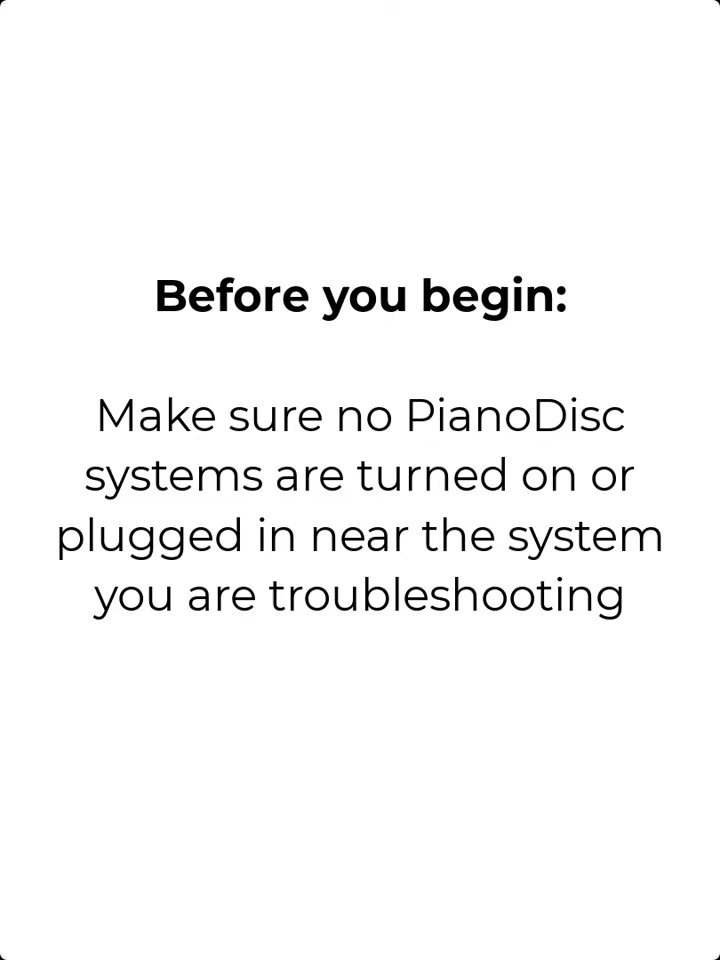 Before you begin:
Make sure no PianoDisc
systems are turned on or
plugged in near the system
you are troubleshooting